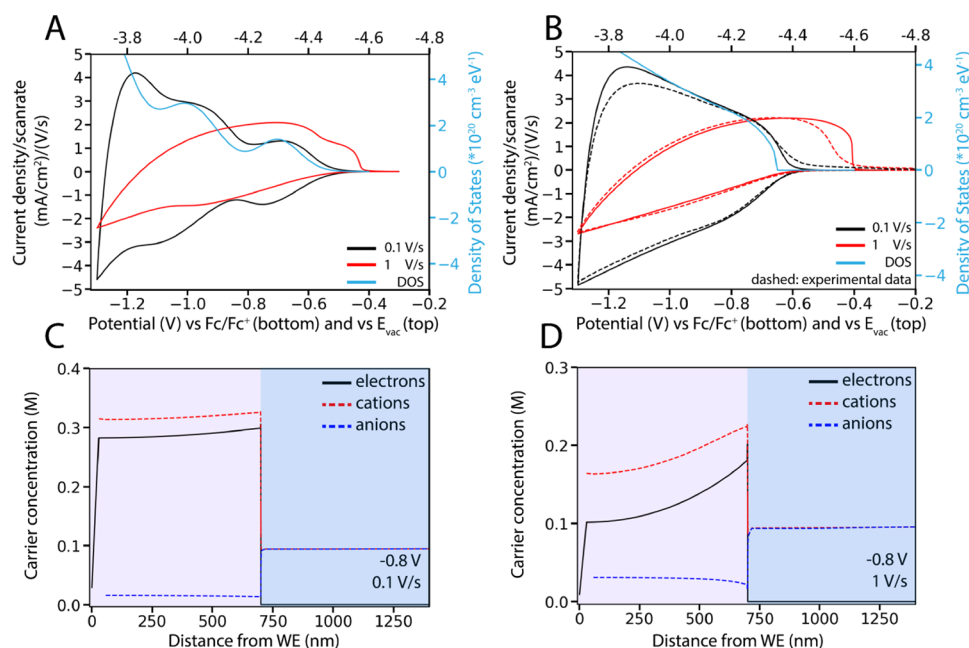 A
-3.8 -4.0 -4.2 -4.4 -4.6 -4.8
5
4
3
2
1
0
-1
-2
-3
-4
-5
Current density/scanrate
(mA/cm²)/(V/s)
4
2
0
-2
-4
Density of States (*10²⁰ cm⁻³ eV⁻¹)
0.1 V/s
1 V/s
DOS
-1.2 -1.0 -0.8 -0.6 -0.4 -0.2
Potential (V) vs Fc/Fc⁺ (bottom) and vs Evac (top)
B
-3.8 -4.0 -4.2 -4.4 -4.6 -4.8
5
4
3
2
1
0
-1
-2
-3
-4
-5
Current density/scanrate
(mA/cm²)/(V/s)
4
2
0
-2
-4
Density of States (*10²⁰ cm⁻³ eV⁻¹)
0.1 V/s
1 V/s
DOS
dashed: experimental data
-1.2 -1.0 -0.8 -0.6 -0.4 -0.2
Potential (V) vs Fc/Fc⁺ (bottom) and vs Evac (top)
C
0.4
0.3
0.2
0.1
0.0
Carrier concentration (M)
electrons
cations
anions
-0.8 V
0.1 V/s
0 250 500 750 1000 1250
Distance from WE (nm)
D
0.3
0.2
0.1
0.0
Carrier concentration (M)
electrons
cations
anions
-0.8 V
1 V/s
0 250 500 750 1000 1250
Distance from WE (nm)